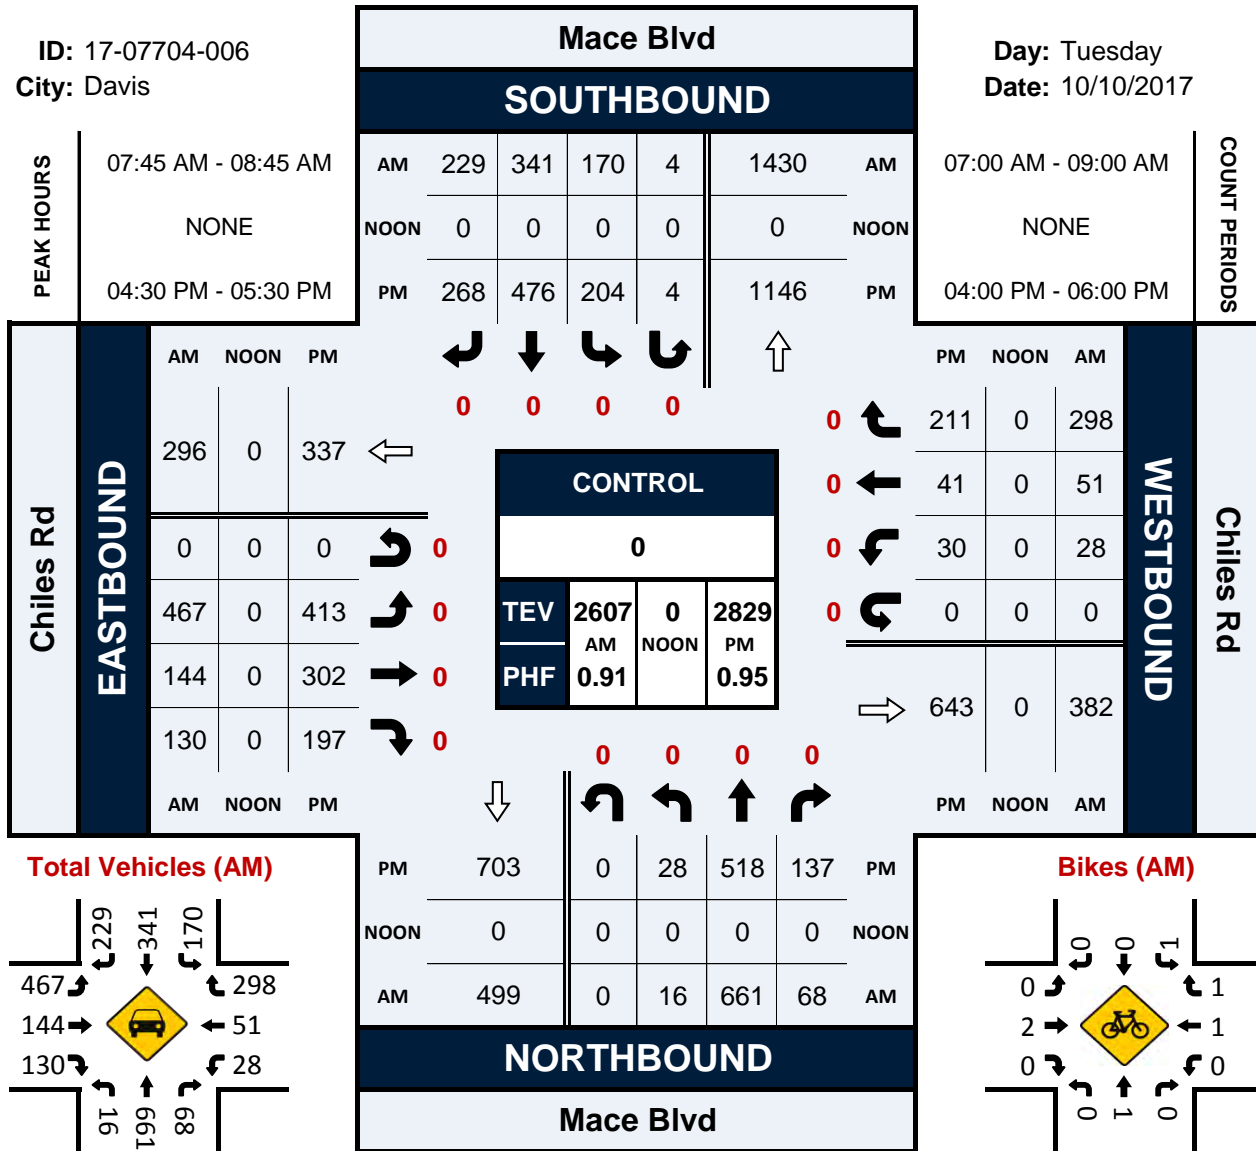 ID: 17-07704-006
City: Davis
Mace Blvd
SOUTHBOUND
Day: Tuesday
Date: 10/10/2017
PEAK HOURS
07:45 AM - 08:45 AM
NONE
04:30 PM - 05:30 PM
AM 229 341 170 4 1430 AM
NOON 0 0 0 0 0 NOON
PM 268 476 204 4 1146 PM
07:00 AM - 09:00 AM
NONE
04:00 PM - 06:00 PM
COUNT PERIODS
0 0 0 0
Chiles Rd
EASTBOUND
AM NOON PM
296 0 337
0 0 0 0
467 0 413 0
144 0 302 0
130 0 197 0
AM NOON PM
CONTROL
0
TEV 2607 0 2829
AM NOON PM
PHF 0.91 0.95
PM NOON AM
0 211 0 298
0 41 0 51
0 30 0 28
0 0 0 0
643 0 382
PM NOON AM
WESTBOUND
Chiles Rd
0 0 0 0
PM 703 0 28 518 137 PM
NOON 0 0 0 0 0 NOON
AM 499 0 16 661 68 AM
NORTHBOUND
Mace Blvd
Total Vehicles (AM)
229 341 170
467 298
144 51
130 28
16 661 68
Bikes (AM)
0 0 1
0 1
2 1
0 0
0 1 0